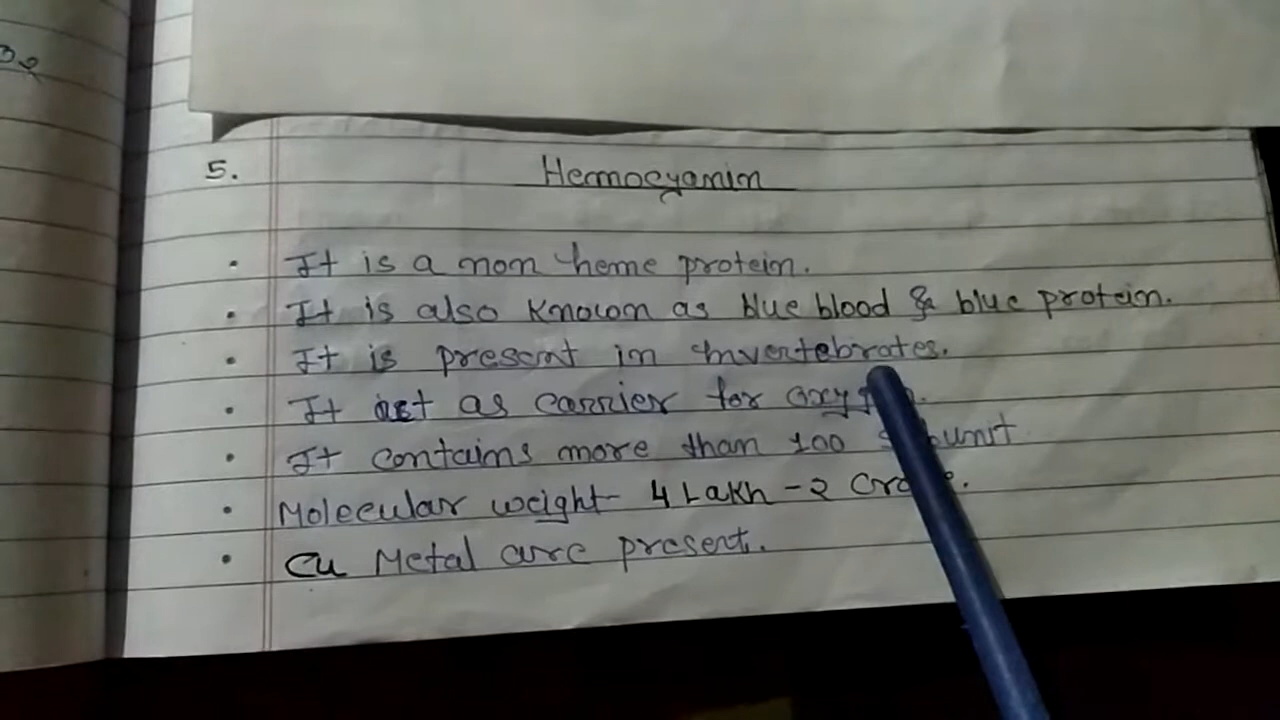 5. Hemocyanin
• It is a non heme protein.
• It is also known as blue blood & blue protein.
• It is present in Invertebrates.
• It act as carrier for
• It contains more than 100
• Molecular weight - 4 Lakh - 2
• Cu Metal are present.